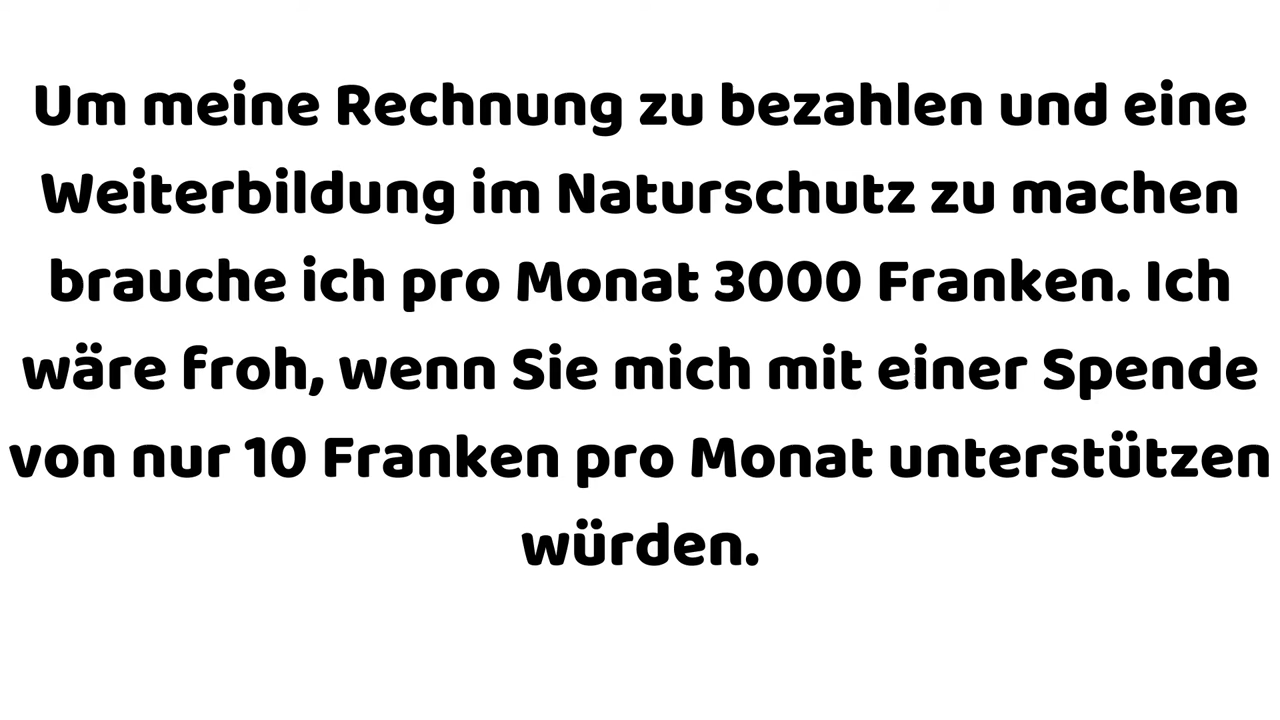 Um meine Rechnung zu bezahlen und eine
Weiterbildung im Naturschutz zu machen
brauche ich pro Monat 3000 Franken. Ich
wäre froh, wenn Sie mich mit einer Spende
von nur 10 Franken pro Monat unterstützen
würden.